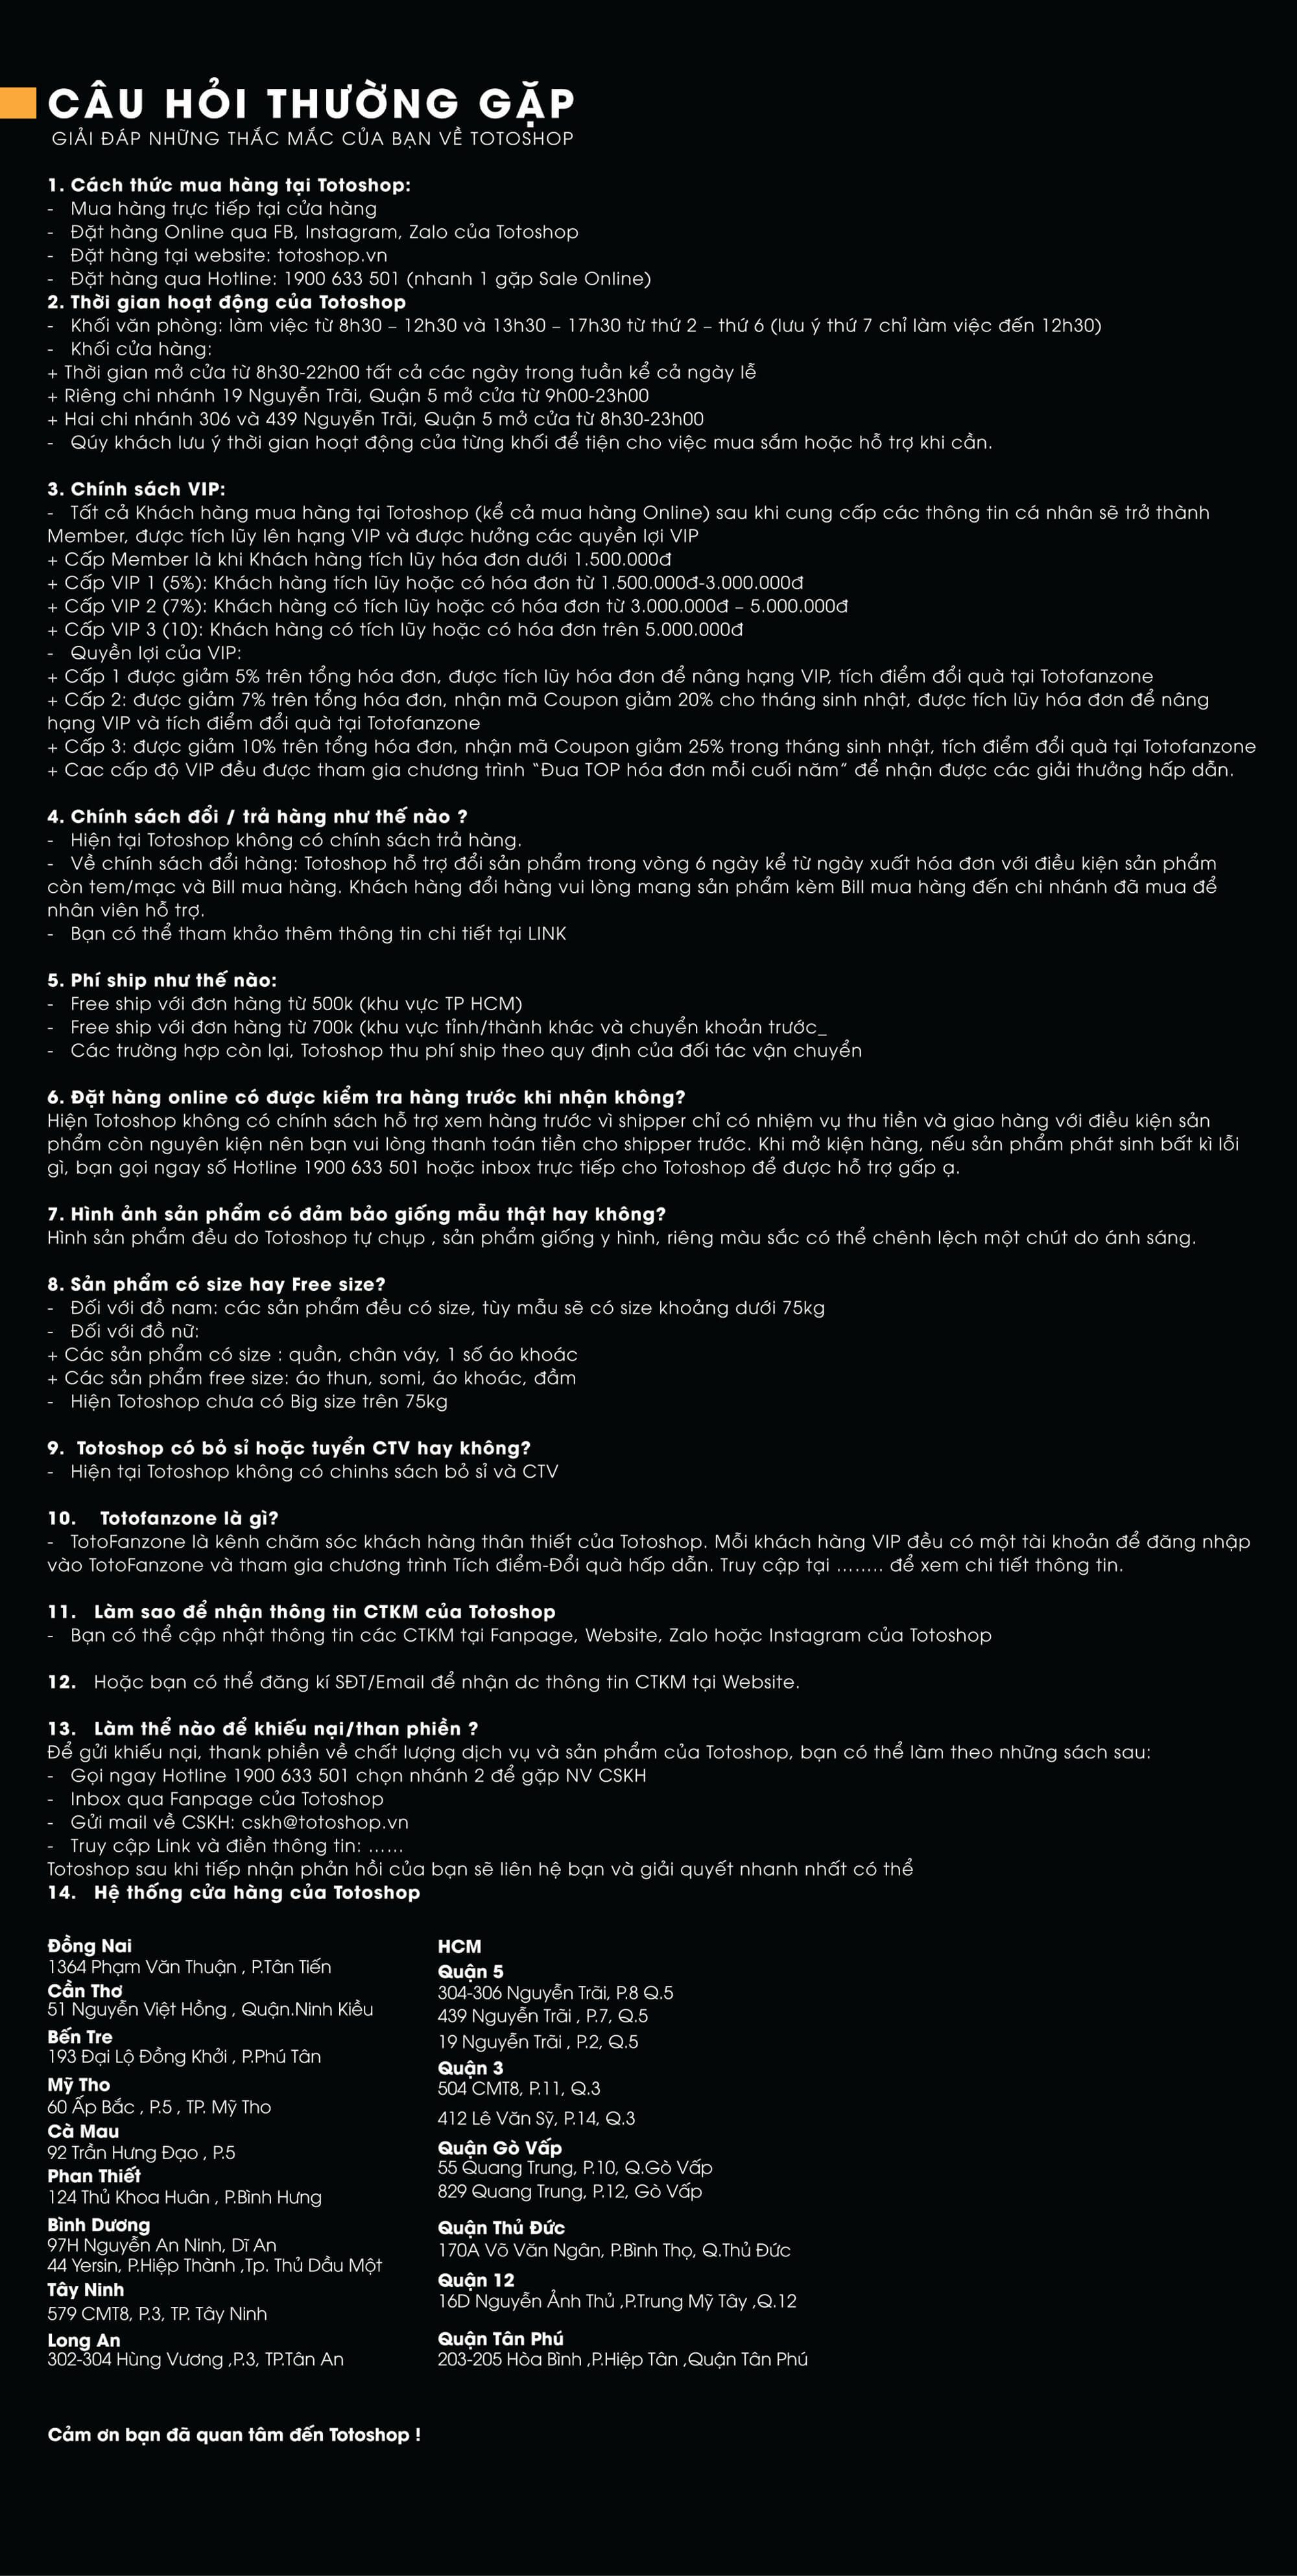 CÂU HỎI THƯỜNG GẶP
GIẢI ĐÁP NHỮNG THẮC MẮC CỦA BẠN VỀ TOTOSHOP
1. Cách thức mua hàng tại Totoshop:
- Mua hàng trực tiếp tại cửa hàng
- Đặt hàng Online qua FB, Instagram, Zalo của Totoshop
- Đặt hàng tại website: totoshop.vn
- Đặt hàng qua Hotline: 1900 633 501 (nhanh 1 gặp Sale Online)
2. Thời gian hoạt động của Totoshop
- Khối văn phòng: làm việc từ 8h30 – 12h30 và 13h30 – 17h30 từ thứ 2 – thứ 6 (lưu ý thứ 7 chỉ làm việc đến 12h30)
- Khối cửa hàng:
+ Thời gian mở cửa từ 8h30-22h00 tất cả các ngày trong tuần kể cả ngày lễ
+ Riêng chi nhánh 19 Nguyễn Trãi, Quận 5 mở cửa từ 9h00-23h00
+ Hai chi nhánh 306 và 439 Nguyễn Trãi, Quận 5 mở cửa từ 8h30-23h00
- Qúy khách lưu ý thời gian hoạt động của từng khối để tiện cho việc mua sắm hoặc hỗ trợ khi cần.
3. Chính sách VIP:
- Tất cả Khách hàng mua hàng tại Totoshop (kể cả mua hàng Online) sau khi cung cấp các thông tin cá nhân sẽ trở thành
Member, được tích lũy lên hạng VIP và được hưởng các quyền lợi VIP
+ Cấp Member là khi Khách hàng tích lũy hóa đơn dưới 1.500.000đ
+ Cấp VIP 1 (5%): Khách hàng tích lũy hoặc có hóa đơn từ 1.500.000đ-3.000.000đ
+ Cấp VIP 2 (7%): Khách hàng có tích lũy hoặc có hóa đơn từ 3.000.000đ – 5.000.000đ
+ Cấp VIP 3 (10): Khách hàng có tích lũy hoặc có hóa đơn trên 5.000.000đ
- Quyền lợi của VIP:
+ Cấp 1 được giảm 5% trên tổng hóa đơn, được tích lũy hóa đơn để nâng hạng VIP, tích điểm đổi quà tại Totofanzone
+ Cấp 2: được giảm 7% trên tổng hóa đơn, nhận mã Coupon giảm 20% cho tháng sinh nhật, được tích lũy hóa đơn để nâng
hạng VIP và tích điểm đổi quà tại Totofanzone
+ Cấp 3: được giảm 10% trên tổng hóa đơn, nhận mã Coupon giảm 25% trong tháng sinh nhật, tích điểm đổi quà tại Totofanzone
+ Cac cấp độ VIP đều được tham gia chương trình “Đua TOP hóa đơn mỗi cuối năm” để nhận được các giải thưởng hấp dẫn.
4. Chính sách đổi / trả hàng như thế nào ?
- Hiện tại Totoshop không có chính sách trả hàng.
- Về chính sách đổi hàng: Totoshop hỗ trợ đổi sản phẩm trong vòng 6 ngày kể từ ngày xuất hóa đơn với điều kiện sản phẩm
còn tem/mạc và Bill mua hàng. Khách hàng đổi hàng vui lòng mang sản phẩm kèm Bill mua hàng đến chi nhánh đã mua để
nhân viên hỗ trợ.
- Bạn có thể tham khảo thêm thông tin chi tiết tại LINK
5. Phí ship như thế nào:
- Free ship với đơn hàng từ 500k (khu vực TP HCM)
- Free ship với đơn hàng từ 700k (khu vực tỉnh/thành khác và chuyển khoản trước_
- Các trường hợp còn lại, Totoshop thu phí ship theo quy định của đối tác vận chuyển
6. Đặt hàng online có được kiểm tra hàng trước khi nhận không?
Hiện Totoshop không có chính sách hỗ trợ xem hàng trước vì shipper chỉ có nhiệm vụ thu tiền và giao hàng với điều kiện sản
phẩm còn nguyên kiện nên bạn vui lòng thanh toán tiền cho shipper trước. Khi mở kiện hàng, nếu sản phẩm phát sinh bất kì lỗi
gì, bạn gọi ngay số Hotline 1900 633 501 hoặc inbox trực tiếp cho Totoshop để được hỗ trợ gấp ạ.
7. Hình ảnh sản phẩm có đảm bảo giống mẫu thật hay không?
Hình sản phẩm đều do Totoshop tự chụp , sản phẩm giống y hình, riêng màu sắc có thể chênh lệch một chút do ánh sáng.
8. Sản phẩm có size hay Free size?
- Đối với đồ nam: các sản phẩm đều có size, tùy mẫu sẽ có size khoảng dưới 75kg
- Đối với đồ nữ:
+ Các sản phẩm có size : quần, chân váy, 1 số áo khoác
+ Các sản phẩm free size: áo thun, somi, áo khoác, đầm
- Hiện Totoshop chưa có Big size trên 75kg
9. Totoshop có bỏ sỉ hoặc tuyển CTV hay không?
- Hiện tại Totoshop không có chinhs sách bỏ sỉ và CTV
10. Totofanzone là gì?
- TotoFanzone là kênh chăm sóc khách hàng thân thiết của Totoshop. Mỗi khách hàng VIP đều có một tài khoản để đăng nhập
vào TotoFanzone và tham gia chương trình Tích điểm-Đổi quà hấp dẫn. Truy cập tại ........ để xem chi tiết thông tin.
11. Làm sao để nhận thông tin CTKM của Totoshop
- Bạn có thể cập nhật thông tin các CTKM tại Fanpage, Website, Zalo hoặc Instagram của Totoshop
12. Hoặc bạn có thể đăng kí SĐT/Email để nhận dc thông tin CTKM tại Website.
13. Làm thể nào để khiếu nại/than phiền ?
Để gửi khiếu nại, thank phiền về chất lượng dịch vụ và sản phẩm của Totoshop, bạn có thể làm theo những sách sau:
- Gọi ngay Hotline 1900 633 501 chọn nhánh 2 để gặp NV CSKH
- Inbox qua Fanpage của Totoshop
- Gửi mail về CSKH: cskh@totoshop.vn
- Truy cập Link và điền thông tin: ......
Totoshop sau khi tiếp nhận phản hồi của bạn sẽ liên hệ bạn và giải quyết nhanh nhất có thể
14. Hệ thống cửa hàng của Totoshop
Đồng Nai
1364 Phạm Văn Thuận , P.Tân Tiến
Cần Thơ
51 Nguyễn Việt Hồng , Quận.Ninh Kiều
Bến Tre
193 Đại Lộ Đồng Khởi , P.Phú Tân
Mỹ Tho
60 Ấp Bắc , P.5 , TP. Mỹ Tho
Cà Mau
92 Trần Hưng Đạo , P.5
Phan Thiết
124 Thủ Khoa Huân , P.Bình Hưng
Bình Dương
97H Nguyễn An Ninh, Dĩ An
44 Yersin, P.Hiệp Thành ,Tp. Thủ Dầu Một
Tây Ninh
579 CMT8, P.3, TP. Tây Ninh
Long An
302-304 Hùng Vương ,P.3, TP.Tân An
HCM
Quận 5
304-306 Nguyễn Trãi, P.8 Q.5
439 Nguyễn Trãi , P.7, Q.5
19 Nguyễn Trãi , P.2, Q.5
Quận 3
504 CMT8, P.11, Q.3
412 Lê Văn Sỹ, P.14, Q.3
Quận Gò Vấp
55 Quang Trung, P.10, Q.Gò Vấp
829 Quang Trung, P.12, Gò Vấp
Quận Thủ Đức
170A Võ Văn Ngân, P.Bình Thọ, Q.Thủ Đức
Quận 12
16D Nguyễn Ảnh Thủ ,P.Trung Mỹ Tây ,Q.12
Quận Tân Phú
203-205 Hòa Bình ,P.Hiệp Tân ,Quận Tân Phú
Cảm ơn bạn đã quan tâm đến Totoshop !